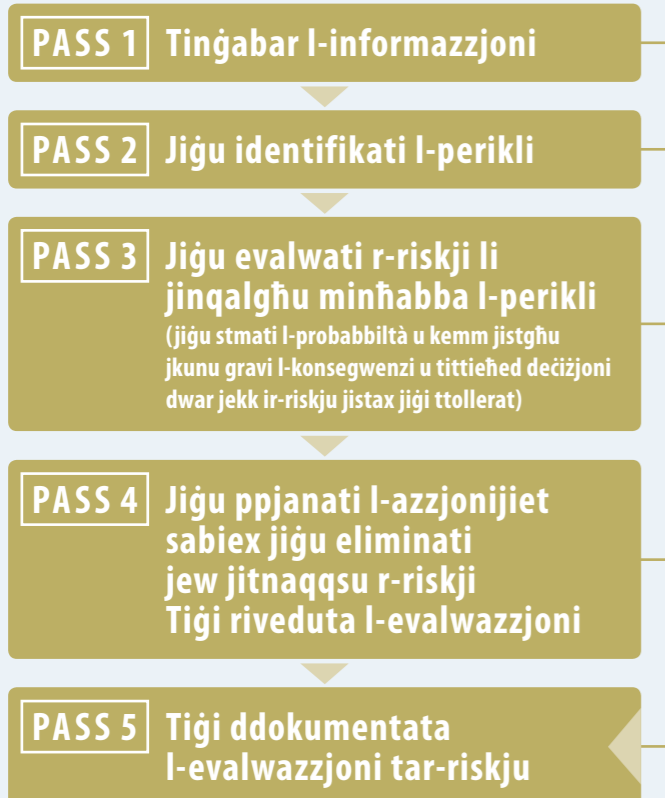 PASS 1 Tinġabar l-informazzjoni
PASS 2 Jiġu identifikati l-perikli
PASS 3 Jiġu evalwati r-riskji li
jinqalgħu minħabba l-perikli
(jiġu stmati l-probabbiltà u kemm jistgħu
jkunu gravi l-konsegwenzi u tittieħed deċiżjoni
dwar jekk ir-riskju jistax jiġi ttollerat)
PASS 4 Jiġu ppjanati l-azzjonijiet
sabiex jiġu eliminati
jew jitnaqqsu r-riskji
Tiġi riveduta l-evalwazzjoni
PASS 5 Tiġi ddokumentata
l-evalwazzjoni tar-riskju